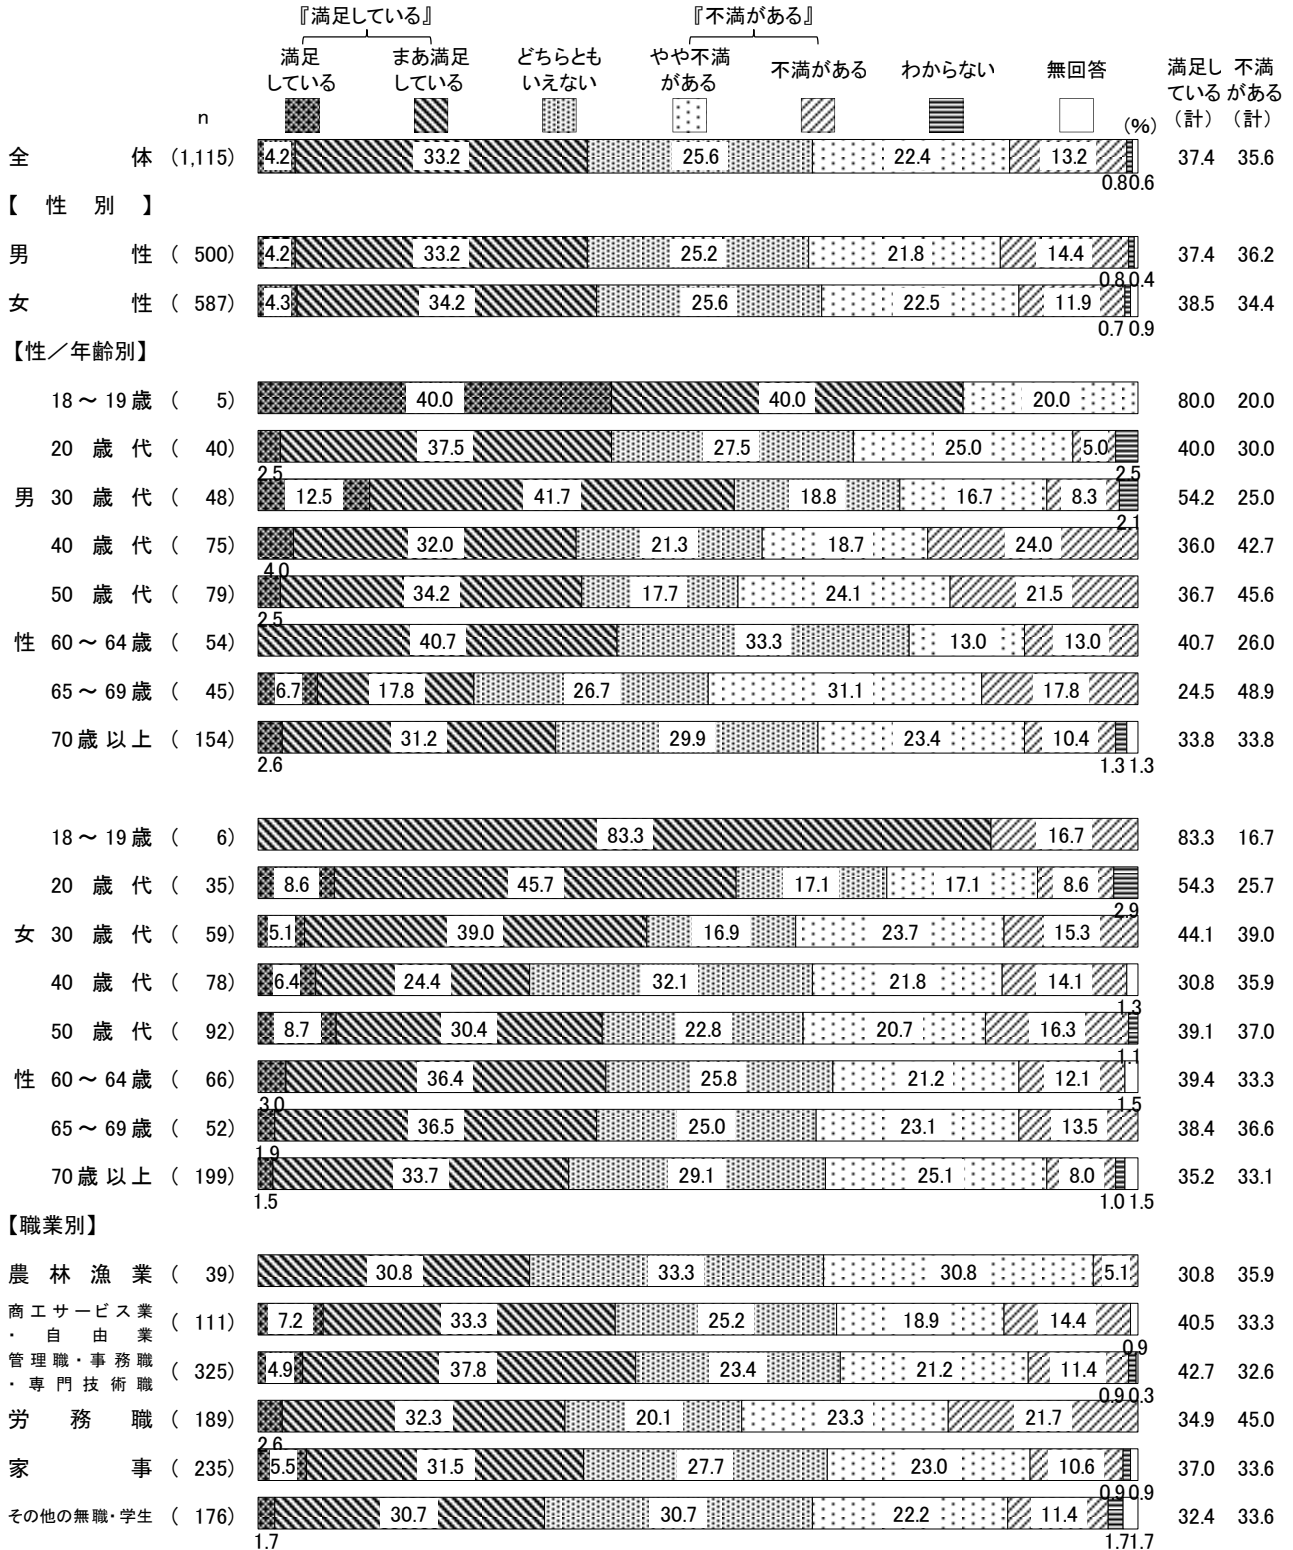 『満足している』 『不満がある』
満足している まあ満足している どちらともいえない やや不満がある 不満がある わからない 無回答 満足している（計） 不満がある（計）
n (%)
全体 (1,115) 4.2 33.2 25.6 22.4 13.2 0.8 0.6 37.4 35.6
【性別】
男性 ( 500) 4.2 33.2 25.2 21.8 14.4 0.8 0.4 37.4 36.2
女性 ( 587) 4.3 34.2 25.6 22.5 11.9 0.7 0.9 38.5 34.4
【性／年齢別】
18～19歳 ( 5) 40.0 40.0 20.0 80.0 20.0
20歳代 ( 40) 2.5 37.5 27.5 25.0 5.0 2.5 40.0 30.0
男 30歳代 ( 48) 12.5 41.7 18.8 16.7 8.3 2.1 54.2 25.0
40歳代 ( 75) 4.0 32.0 21.3 18.7 24.0 36.0 42.7
50歳代 ( 79) 2.5 34.2 17.7 24.1 21.5 36.7 45.6
性 60～64歳 ( 54) 40.7 33.3 13.0 13.0 40.7 26.0
65～69歳 ( 45) 6.7 17.8 26.7 31.1 17.8 24.5 48.9
70歳以上 ( 154) 2.6 31.2 29.9 23.4 10.4 1.3 1.3 33.8 33.8
18～19歳 ( 6) 83.3 16.7 83.3 16.7
20歳代 ( 35) 8.6 45.7 17.1 17.1 8.6 2.9 54.3 25.7
女 30歳代 ( 59) 5.1 39.0 16.9 23.7 15.3 44.1 39.0
40歳代 ( 78) 6.4 24.4 32.1 21.8 14.1 1.3 30.8 35.9
50歳代 ( 92) 8.7 30.4 22.8 20.7 16.3 1.1 39.1 37.0
性 60～64歳 ( 66) 3.0 36.4 25.8 21.2 12.1 1.5 39.4 33.3
65～69歳 ( 52) 1.9 36.5 25.0 23.1 13.5 38.4 36.6
70歳以上 ( 199) 1.5 33.7 29.1 25.1 8.0 1.0 1.5 35.2 33.1
【職業別】
農林漁業 ( 39) 30.8 33.3 30.8 5.1 30.8 35.9
商工サービス業・自由業 ( 111) 7.2 33.3 25.2 18.9 14.4 0.9 40.5 33.3
管理職・事務職・専門技術職 ( 325) 4.9 37.8 23.4 21.2 11.4 0.9 0.3 42.7 32.6
労務職 ( 189) 2.6 32.3 20.1 23.3 21.7 34.9 45.0
家事 ( 235) 5.5 31.5 27.7 23.0 10.6 0.9 0.9 37.0 33.6
その他の無職・学生 ( 176) 1.7 30.7 30.7 22.2 11.4 1.7 1.7 32.4 33.6